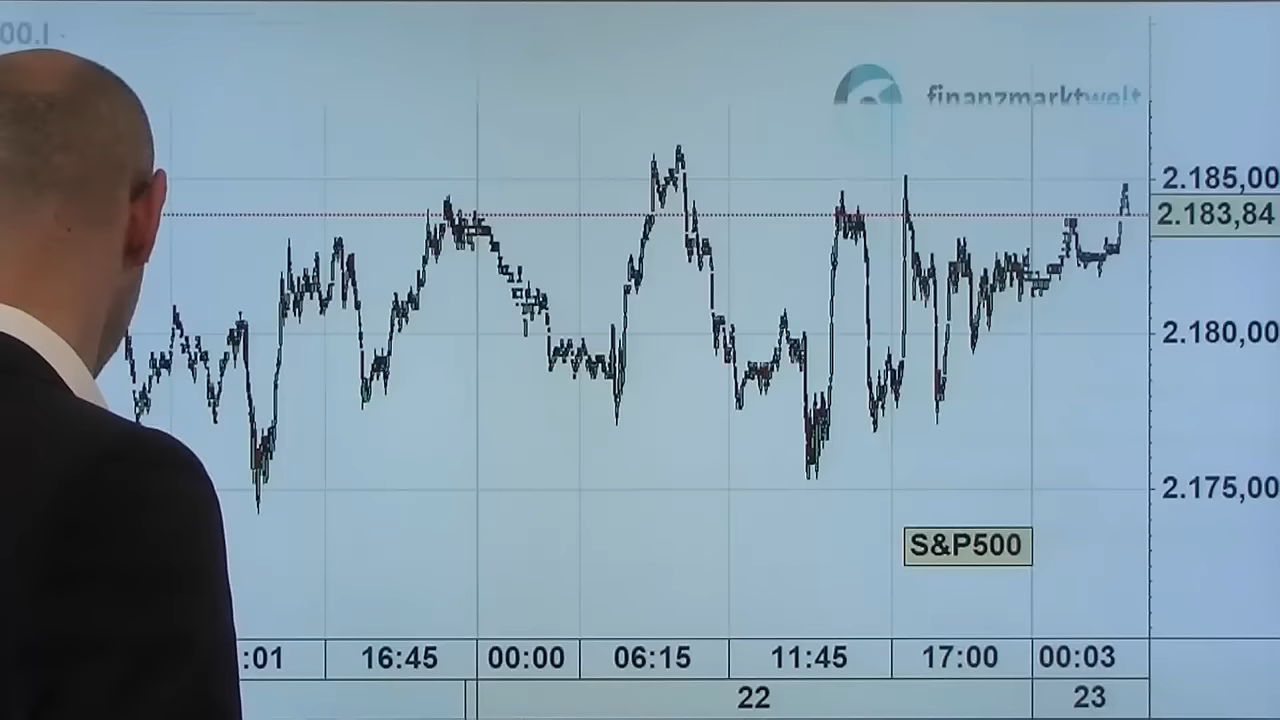 00.I
finanzmarktwelt
2.185,00
2.183,84
2.180,00
2.175,00
S&P500
:01 16:45 00:00 06:15 11:45 17:00 00:03
22 23